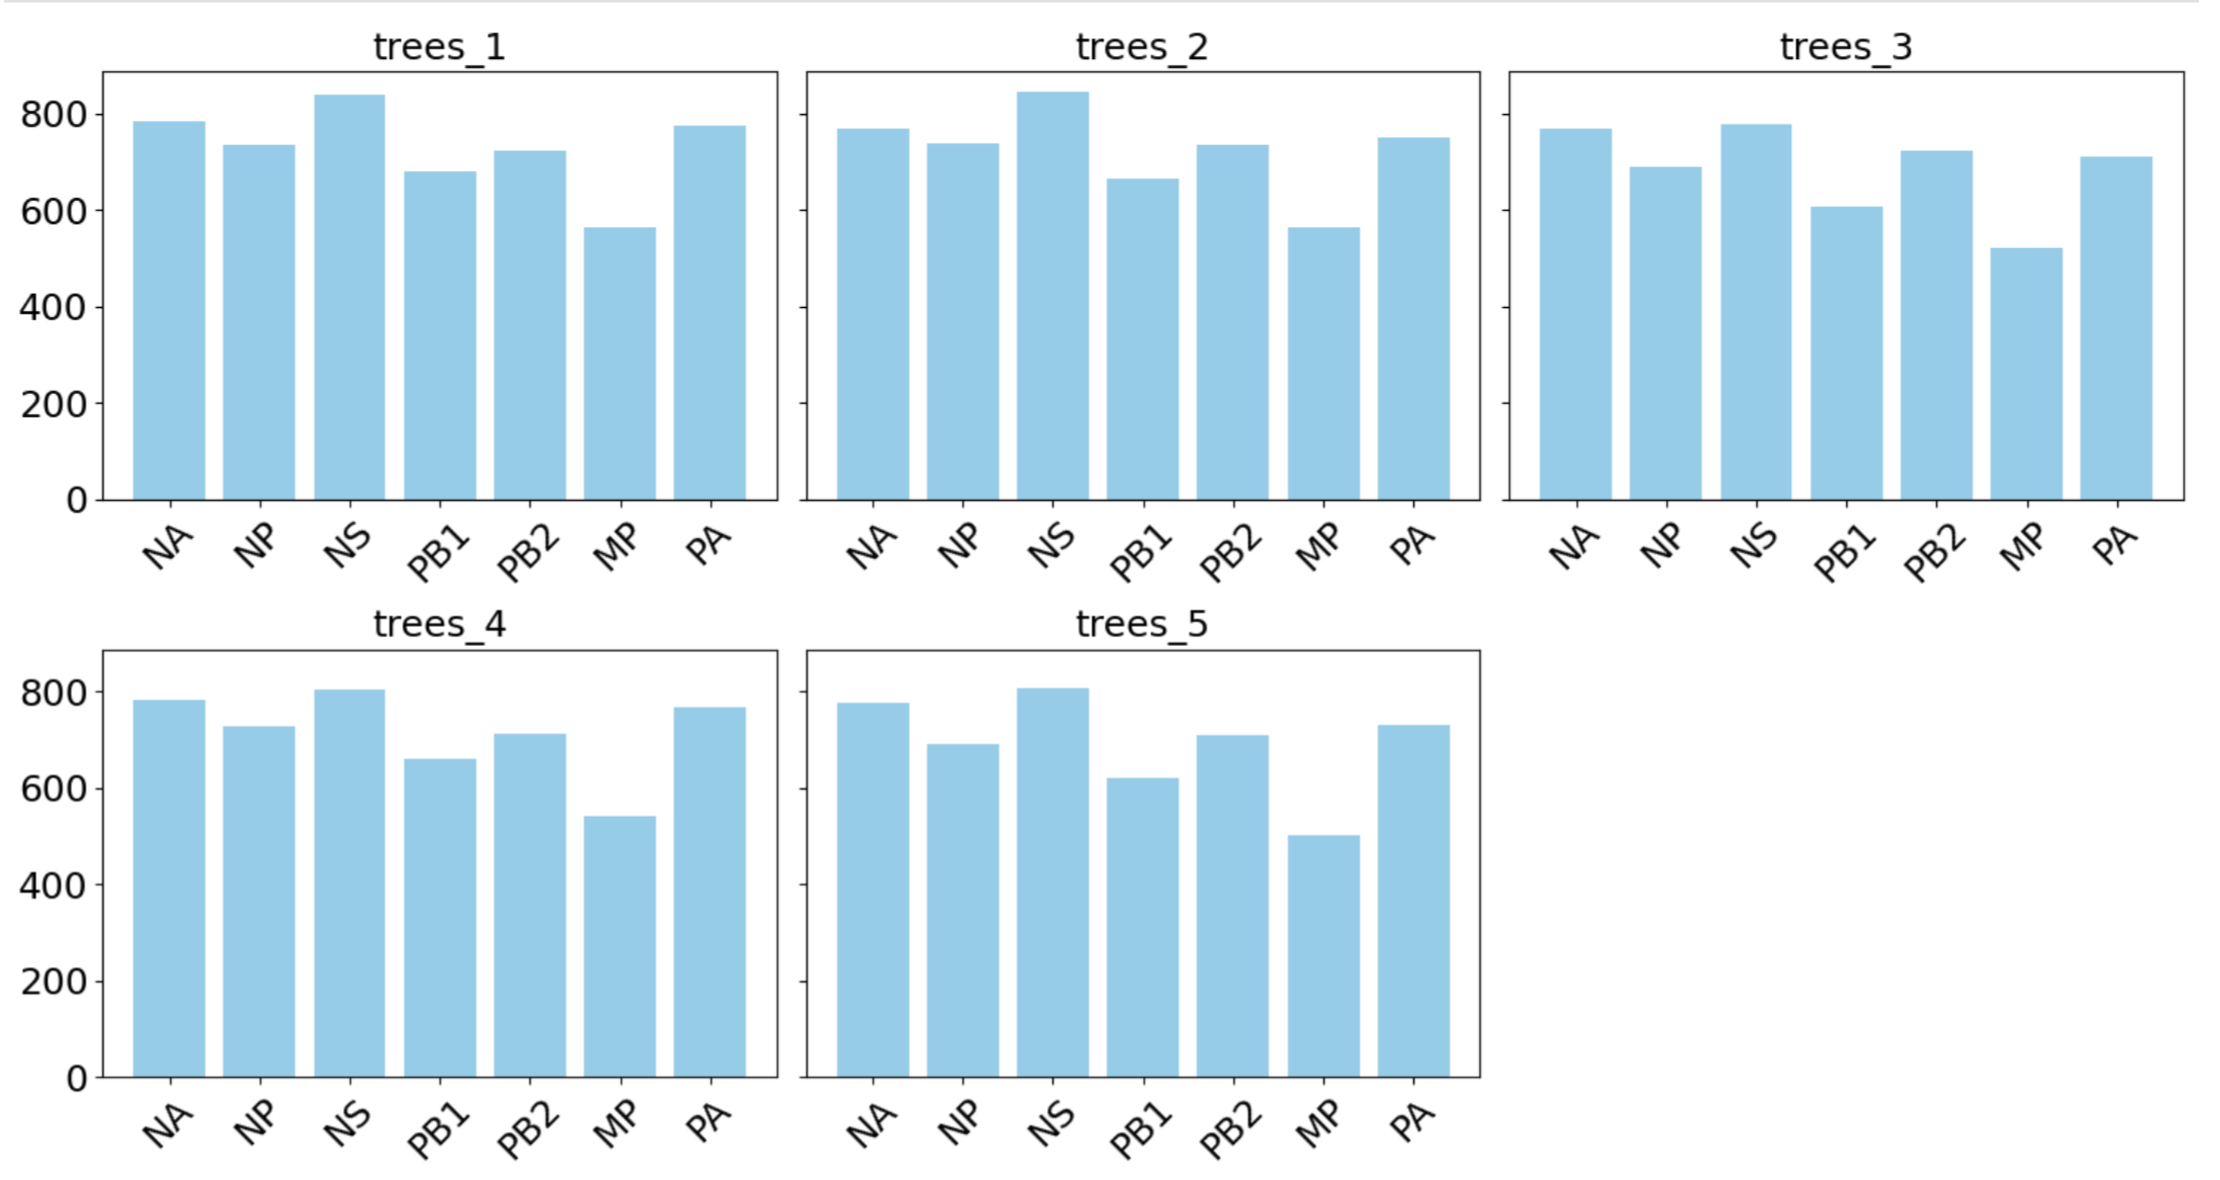 trees_1
trees_2
trees_3
800
600
400
200
0
NA NP NS PB1 PB2 MP PA
NA NP NS PB1 PB2 MP PA
NA NP NS PB1 PB2 MP PA
trees_4
trees_5
800
600
400
200
0
NA NP NS PB1 PB2 MP PA
NA NP NS PB1 PB2 MP PA